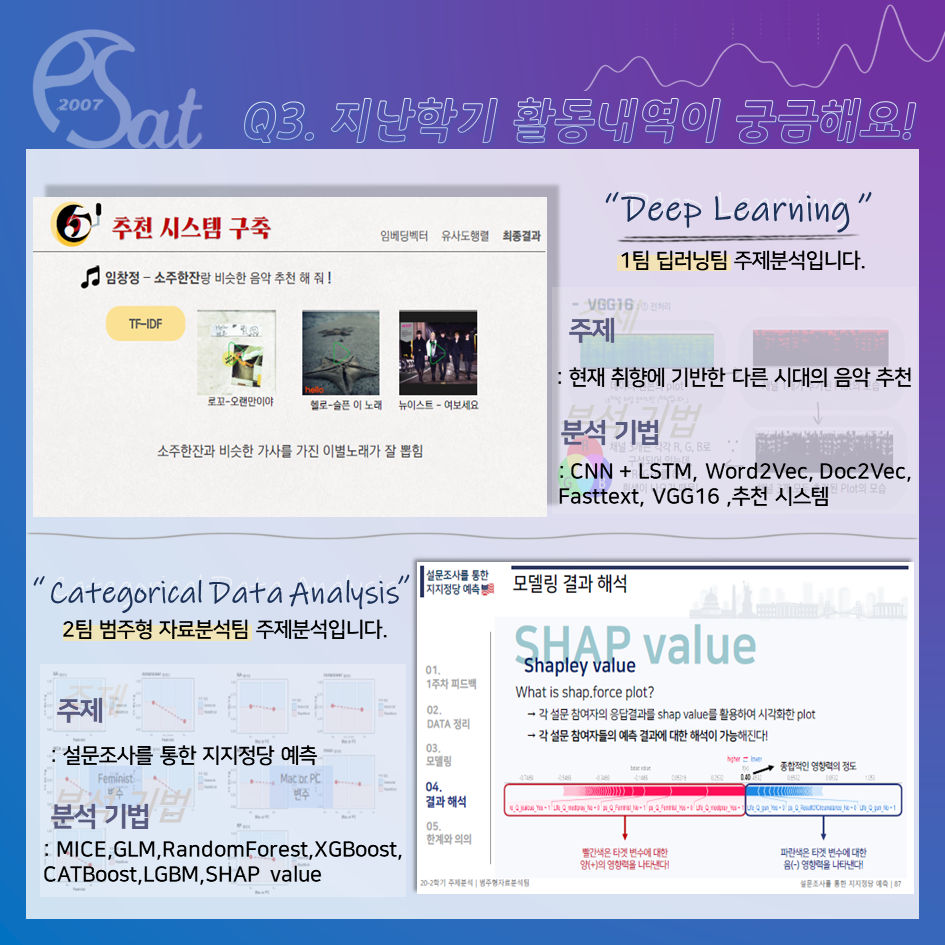 PSat
2007
Q3. 지난학기 활동내역이 궁금해요!
추천 시스템 구축
임베딩벡터 유사도행렬 최종결과
임창정 – 소주한잔랑 비슷한 음악 추천 해 줘 !
TF-IDF
hello
로꼬-오랜만이야
헬로-슬픈 이 노래
뉴이스트 - 여보세요
소주한잔과 비슷한 가사를 가진 이별노래가 잘 뽑힘
“Deep Learning”
1팀 딥러닝팀 주제분석입니다.
- VGG16
주제
: 현재 취향에 기반한 다른 시대의 음악 추천
분석 기법
: CNN + LSTM, Word2Vec, Doc2Vec,
Fasttext, VGG16 ,추천 시스템
“Categorical Data Analysis”
2팀 범주형 자료분석팀 주제분석입니다.
주제
: 설문조사를 통한 지지정당 예측
Feminist
변수
Mac or PC
변수
분석 기법
: MICE,GLM,RandomForest,XGBoost,
CATBoost,LGBM,SHAP value
설문조사를 통한
지지정당 예측
모델링 결과 해석
SHAP value
Shapley value
01.
1주차 피드백
02.
DATA 정리
03.
모델링
04.
결과 해석
05.
한계와 의의
What is shap.force plot?
→ 각 설문 참여자의 응답결과를 shap value를 활용하여 시각화한 plot
→ 각 설문 참여자들의 예측 결과에 대한 해석이 가능해진다!
higher ⇄ lower
base value
0.40
종합적인 영향력의 정도
빨간색은 타겟 변수에 대한
양(+)의 영향력을 나타낸다!
파란색은 타겟 변수에 대한
음(-)의 영향력을 나타낸다!
20-2학기 주제분석 | 범주형자료분석팀
설문조사를 통한 지지정당 예측 | 87